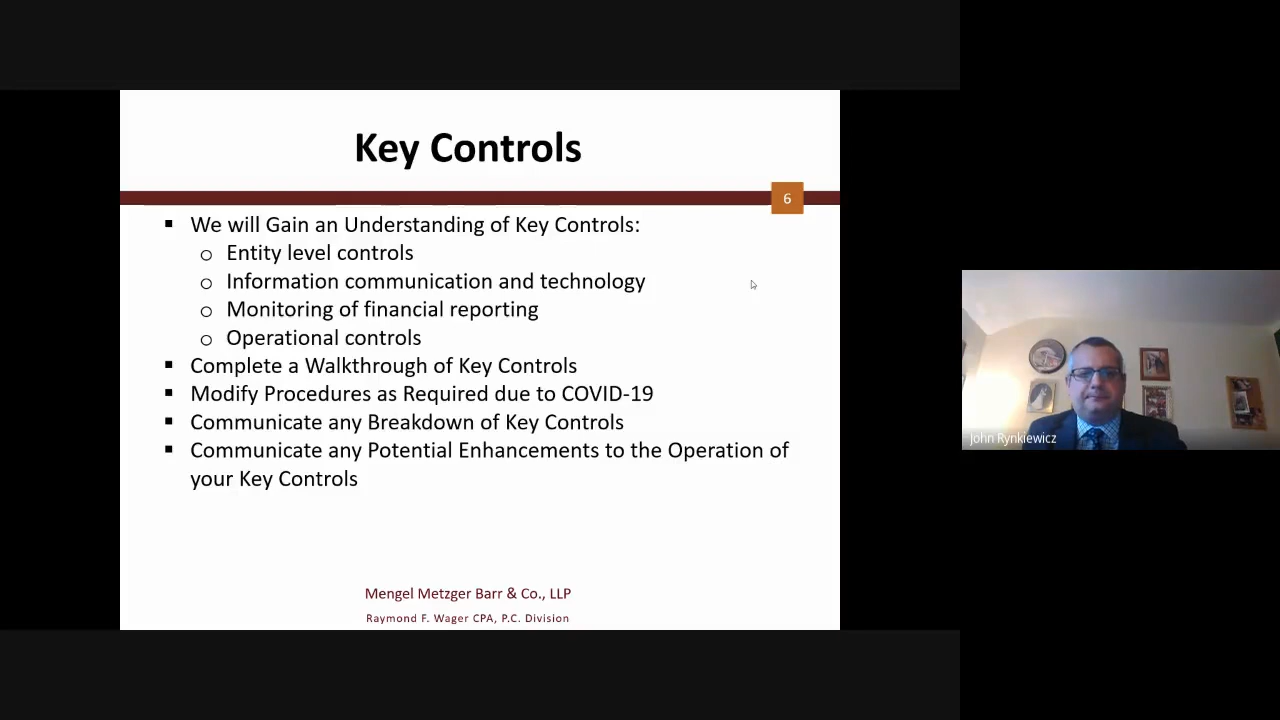 Key Controls
6
▪ We will Gain an Understanding of Key Controls:
o Entity level controls
o Information communication and technology
o Monitoring of financial reporting
o Operational controls
▪ Complete a Walkthrough of Key Controls
▪ Modify Procedures as Required due to COVID-19
▪ Communicate any Breakdown of Key Controls
▪ Communicate any Potential Enhancements to the Operation of
your Key Controls
Mengel Metzger Barr & Co., LLP
Raymond F. Wager CPA, P.C. Division
John Rynkiewicz